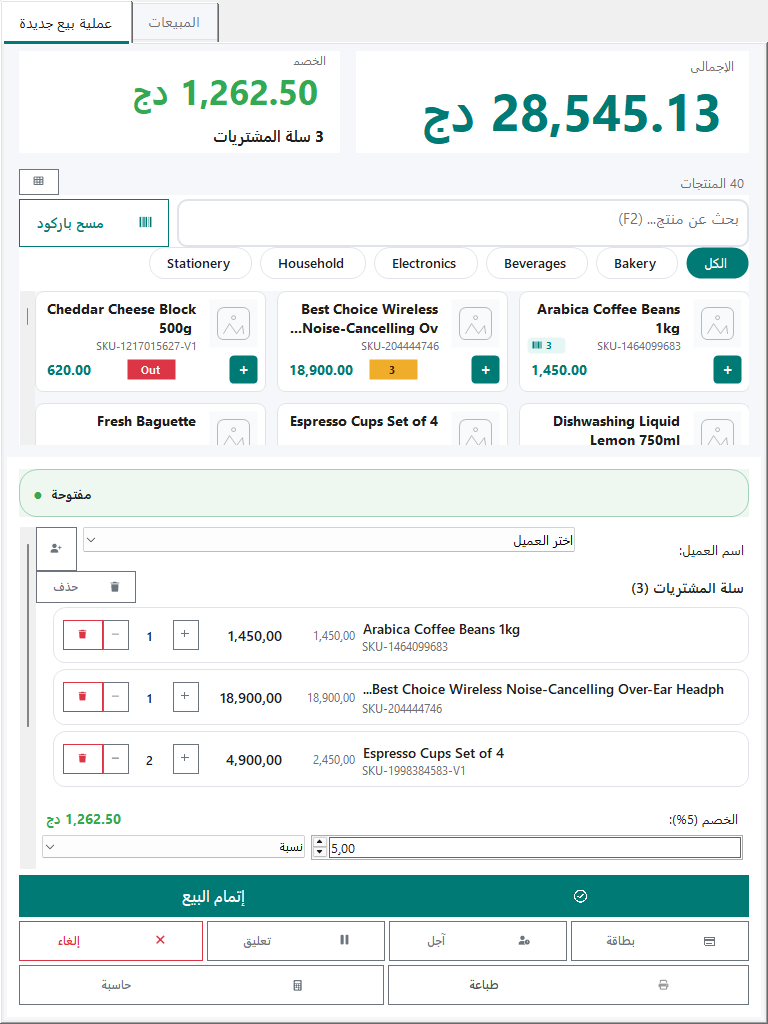 عملية بيع جديدة
المبيعات
الاجمالي
28,545.13 دج
الخصم
1,262.50 دج
3 سلة المشتريات
40 المنتجات
بحث عن منتج... (F2)
مسح باركود
الكل
Bakery
Beverages
Electronics
Household
Stationery
Arabica Coffee Beans
1kg
SKU-1464099683
3
1,450.00
+
Best Choice Wireless
...Noise-Cancelling Ov
SKU-204444746
18,900.00
3
+
Cheddar Cheese Block
500g
SKU-1217015627-V1
620.00
Out
+
Dishwashing Liquid
Lemon 750ml
Espresso Cups Set of 4
Fresh Baguette
مفتوحة
اسم العميل:
اختر العميل
سلة المشتريات (3)
حذف
Arabica Coffee Beans 1kg
SKU-1464099683
1,450,00
1,450,00
+
1
−
...Best Choice Wireless Noise-Cancelling Over-Ear Headph
SKU-204444746
18,900,00
18,900,00
+
1
−
Espresso Cups Set of 4
SKU-1998384583-V1
2,450,00
4,900,00
+
2
−
الخصم (5%):
1,262.50 دج
5,00
نسبة
إتمام البيع
بطاقة
آجل
تعليق
إلغاء
طباعة
حاسبة